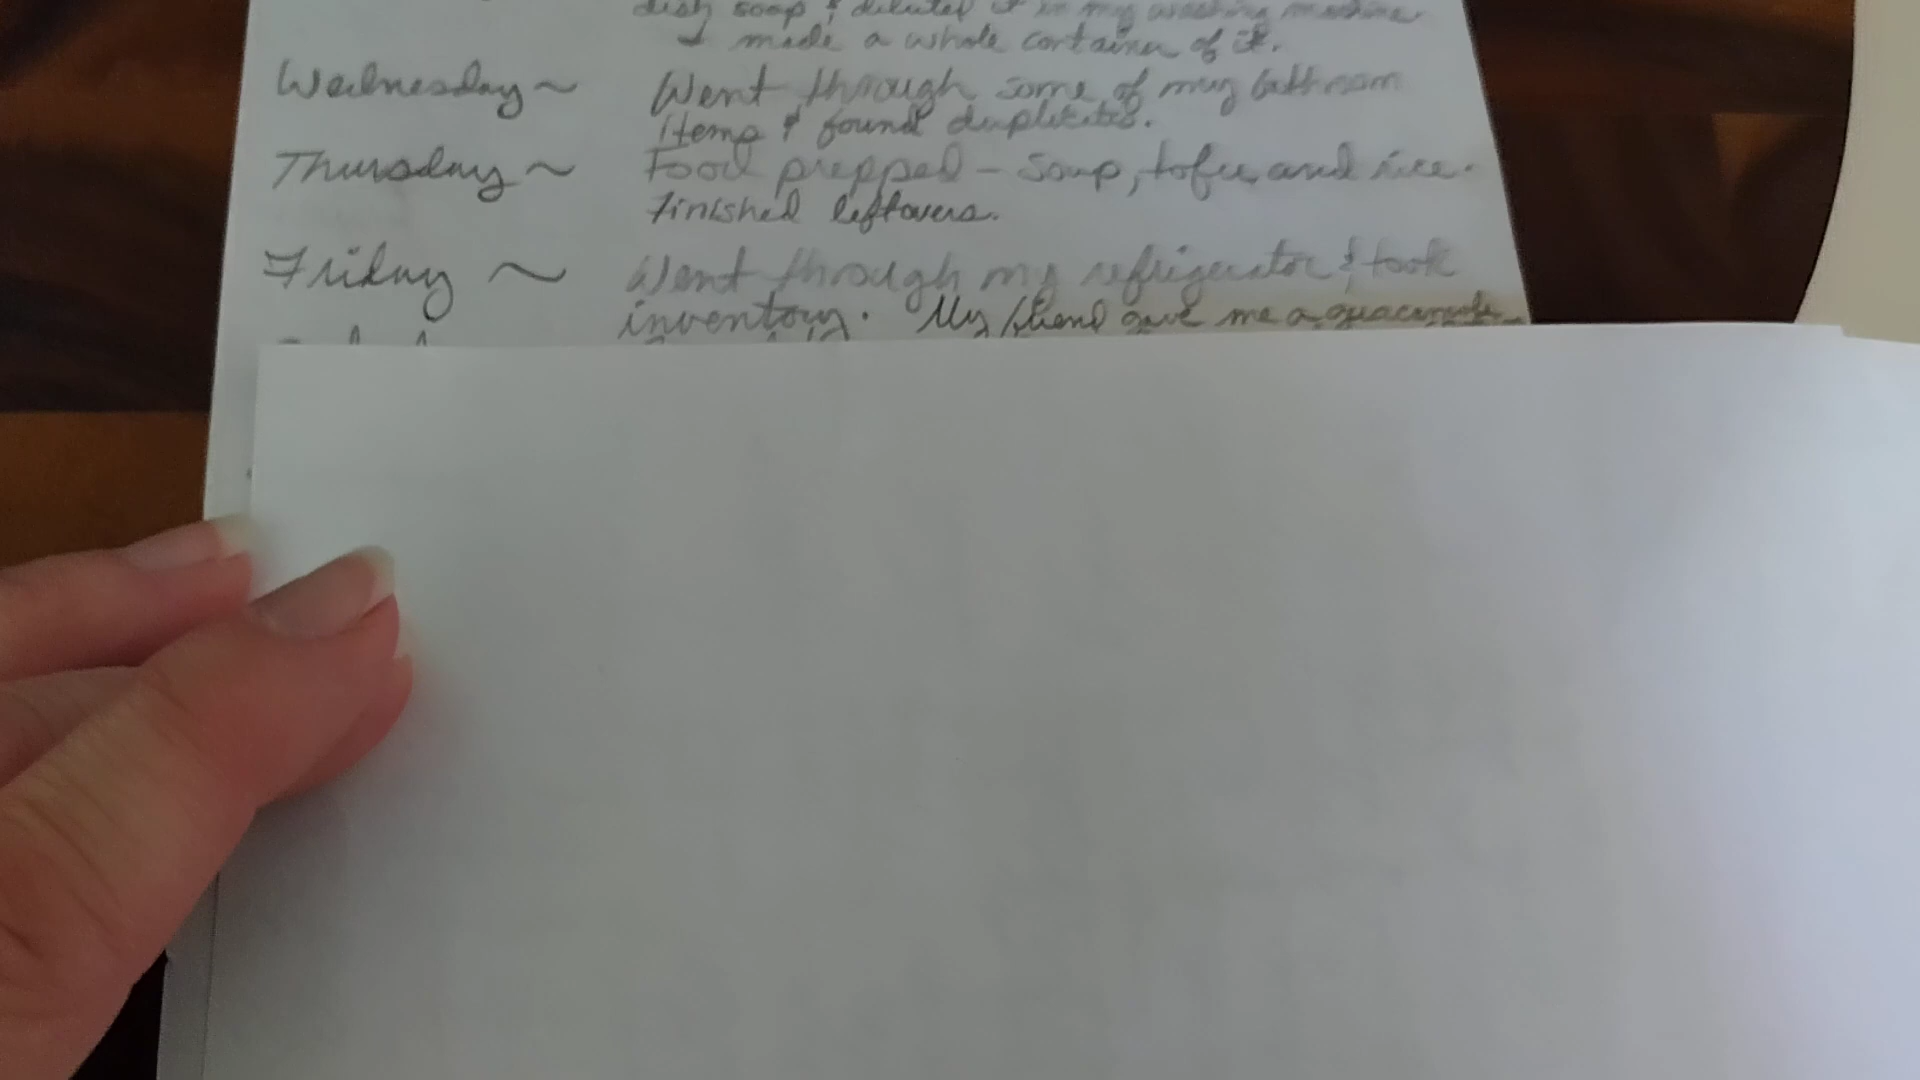 dish soap & diluted it in my washing machine
I made a whole container of it.
Wednesday ~ Went through some of my bathroom
items & found duplicates.
Thursday ~ Food prepped - soup, tofu, and rice.
Finished leftovers.
Friday ~ Went through my refrigerator & took
inventory. My friend gave me a guacamole